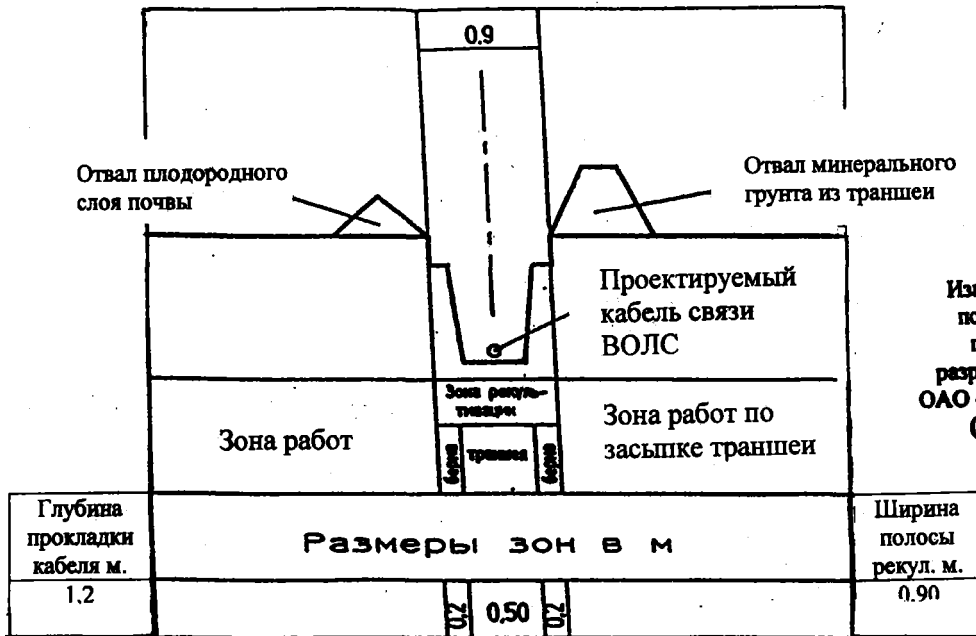 0.9
Отвал плодородного
слоя почвы
Отвал минерального
грунта из траншеи
Проектируемый
кабель связи
ВОЛС
Зона рекуль-
тивации
Зона работ
берма
траншея
берма
Зона работ по
засыпке траншеи
ОАО
Глубина
прокладки
кабеля м.
1.2
Размеры зон в м
0.2
0.50
0.2
Ширина
полосы
рекул. м.
0.90